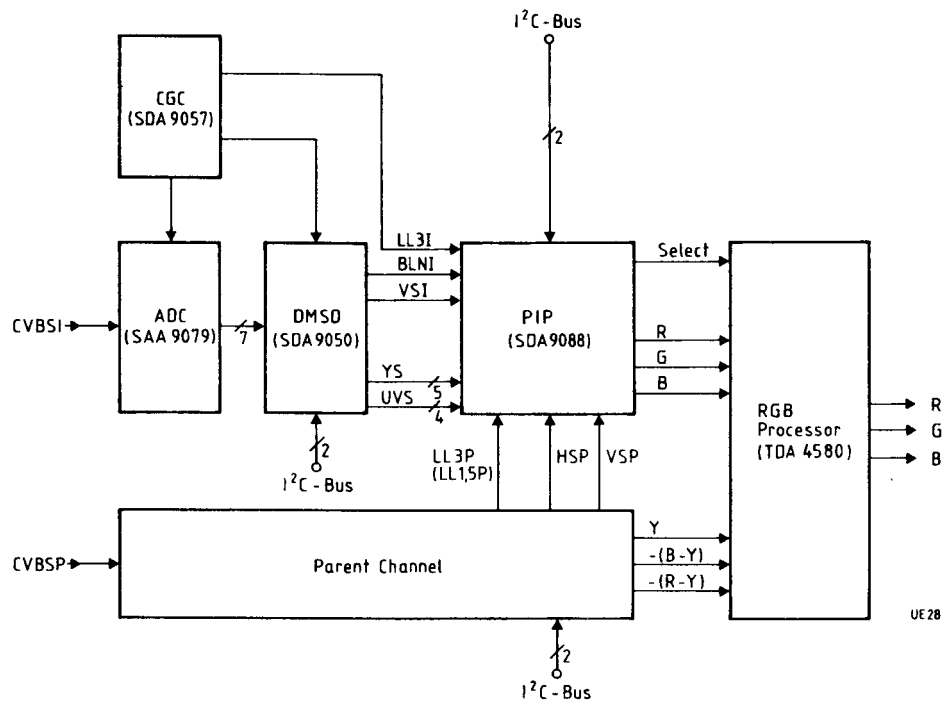 I²C-Bus
2
CGC
(SDA 9057)
LL3I
BLNI
VSI
CVBSI
ADC
(SAA 9079)
7
DMSD
(SDA 9050)
YS
5
UVS
4
2
I²C-Bus
PIP
(SDA 9088)
Select
R
G
B
LL3P
(LL1,5P)
HSP
VSP
RGB
Processor
(TDA 4580)
R
G
B
CVBSP
Parent Channel
Y
-(B-Y)
-(R-Y)
2
I²C-Bus
UE28